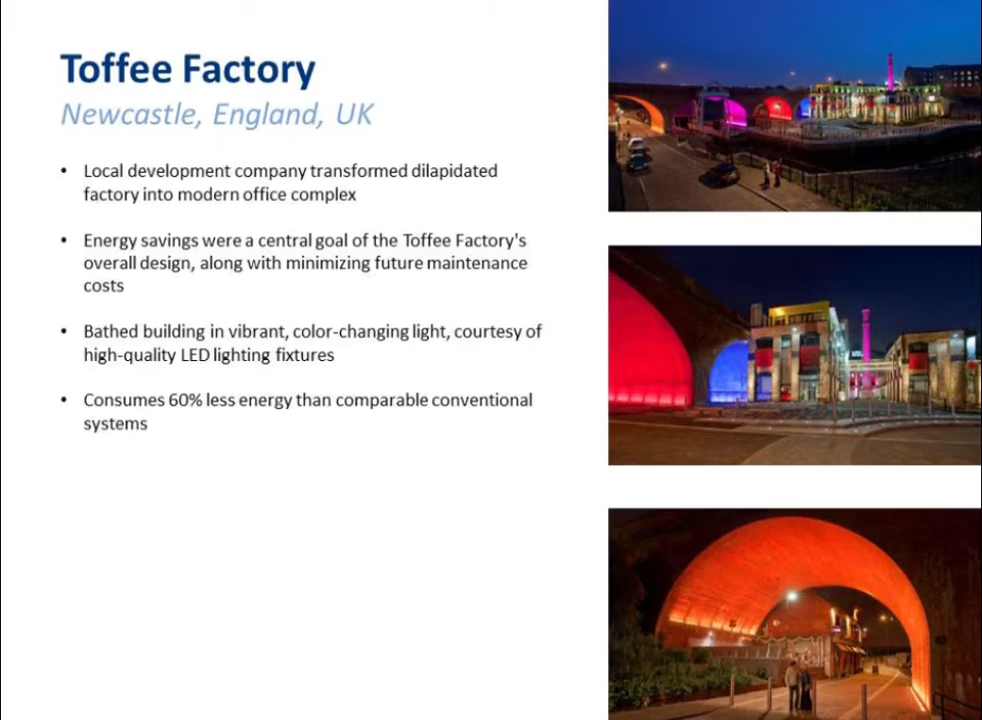 Toffee Factory
Newcastle, England, UK
• Local development company transformed dilapidated
factory into modern office complex
• Energy savings were a central goal of the Toffee Factory's
overall design, along with minimizing future maintenance
costs
• Bathed building in vibrant, color-changing light, courtesy of
high-quality LED lighting fixtures
• Consumes 60% less energy than comparable conventional
systems